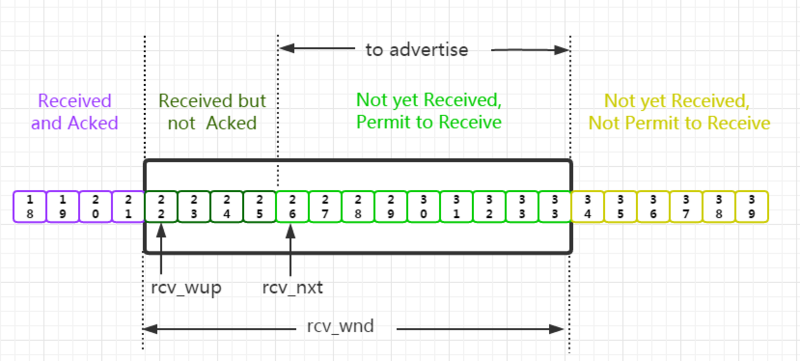 to advertise
Received
and Acked
Received but
not Acked
Not yet Received,
Permit to Receive
Not yet Received,
Not Permit to Receive
18 19 20 21 22 23 24 25 26 27 28 29 30 31 32 33 33 34 35 36 37 38 39
rcv_wup
rcv_nxt
rcv_wnd